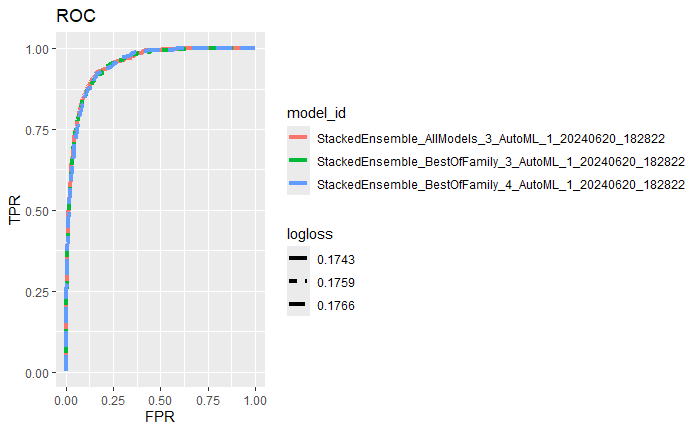 ROC
TPR
1.00
0.75
0.50
0.25
0.00
0.00 0.25 0.50 0.75 1.00
FPR
model_id
StackedEnsemble_AllModels_3_AutoML_1_20240620_182822
StackedEnsemble_BestOfFamily_3_AutoML_1_20240620_182822
StackedEnsemble_BestOfFamily_4_AutoML_1_20240620_182822
logloss
0.1743
0.1759
0.1766